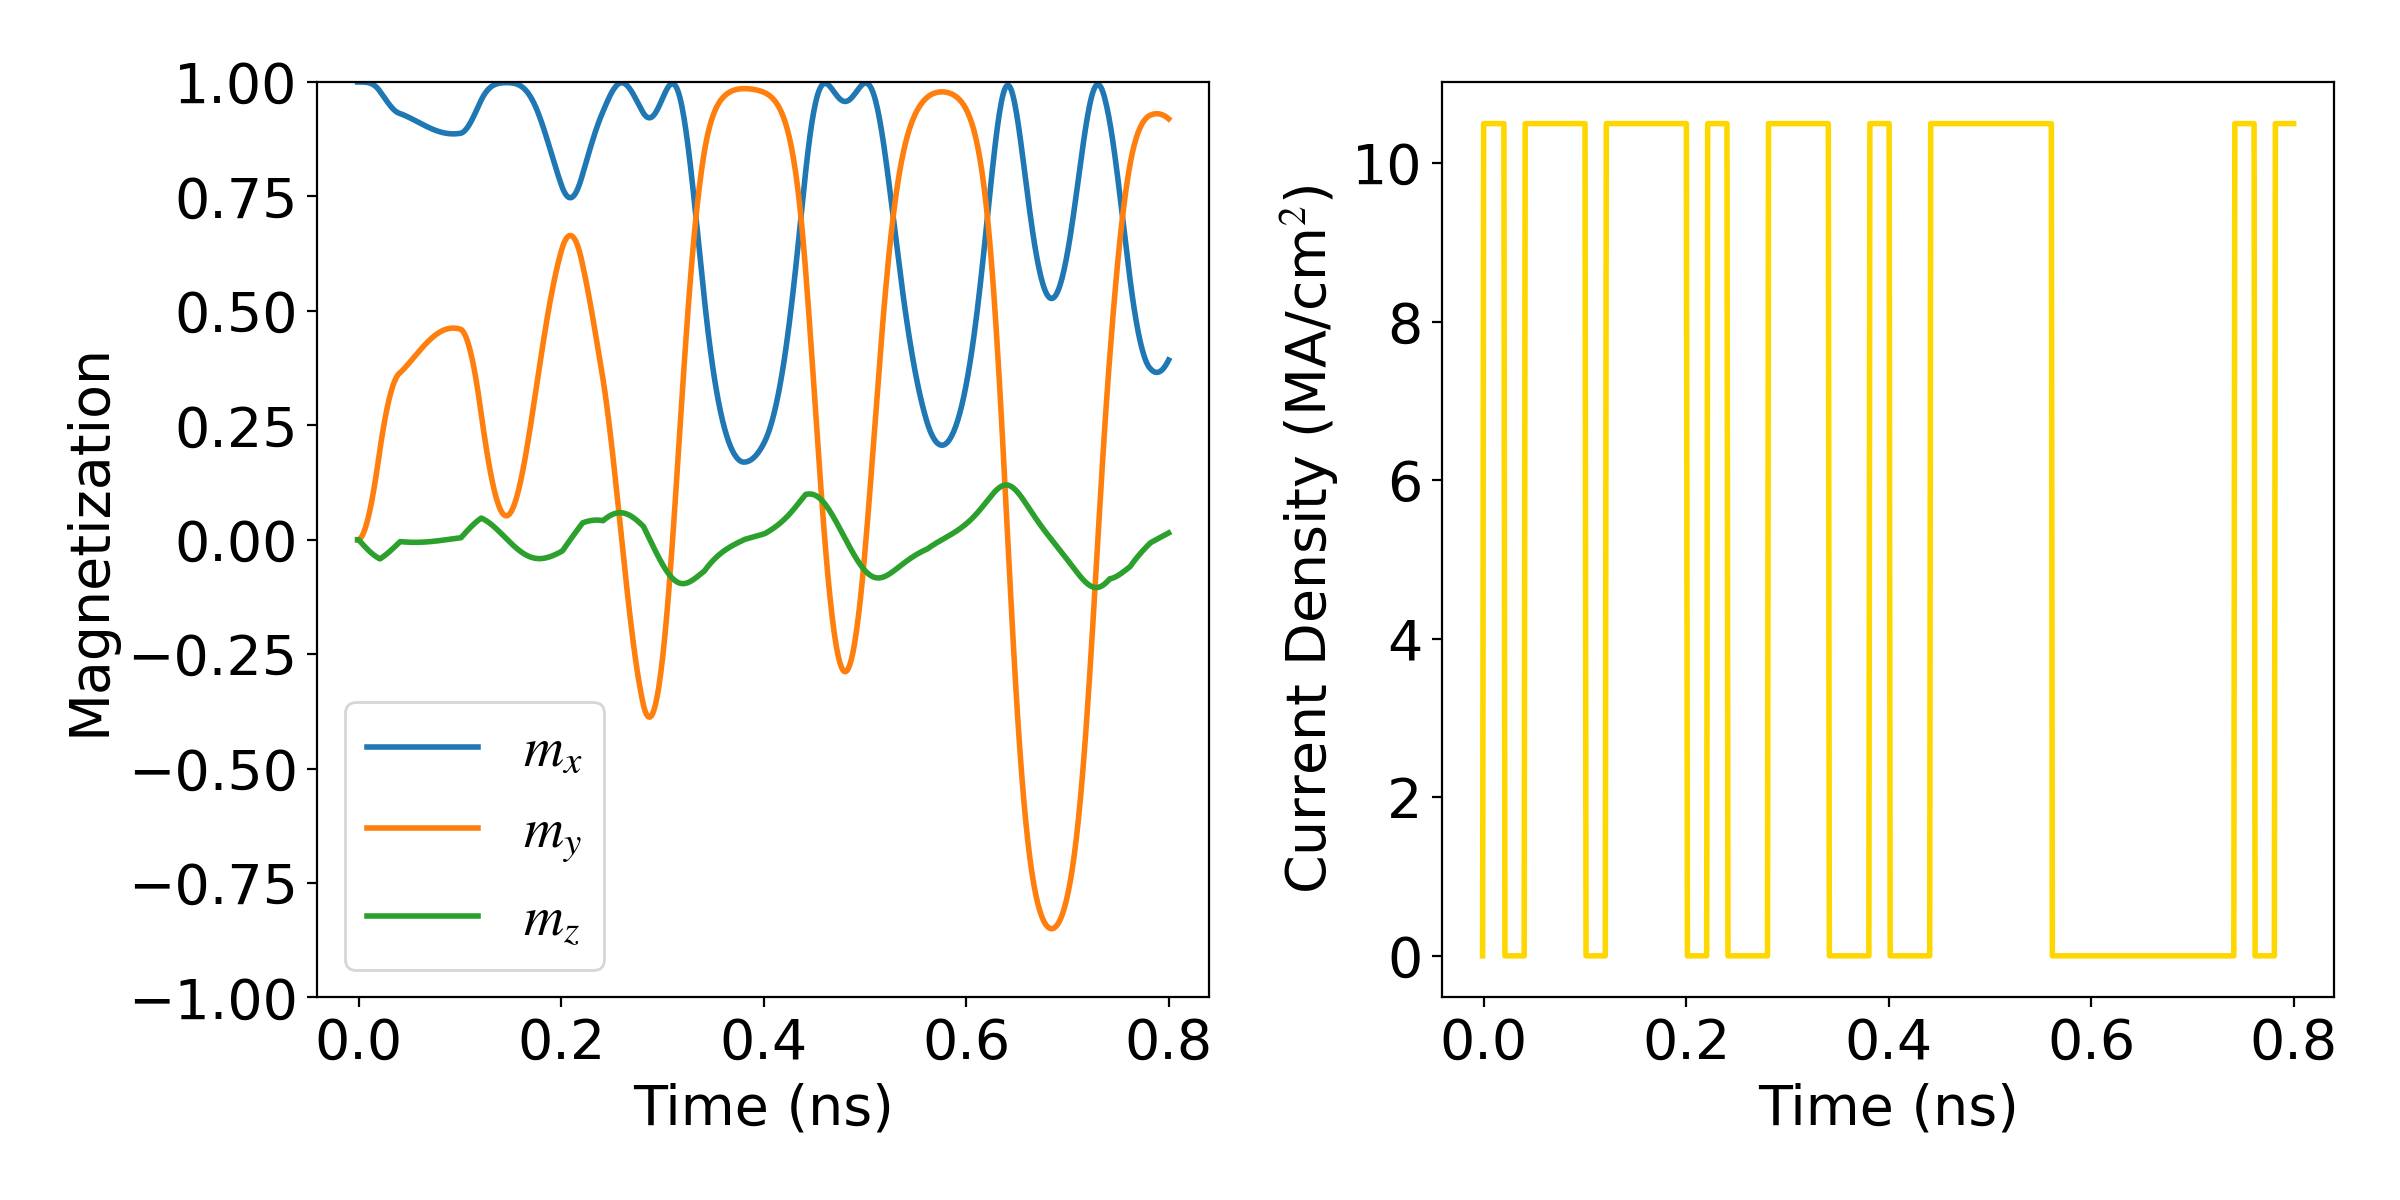 1.00
0.75
0.50
0.25
0.00
−0.25
−0.50
−0.75
−1.00
Magnetization
m_x
m_y
m_z
0.0 0.2 0.4 0.6 0.8
Time (ns)
10
8
6
4
2
0
Current Density (MA/cm²)
0.0 0.2 0.4 0.6 0.8
Time (ns)